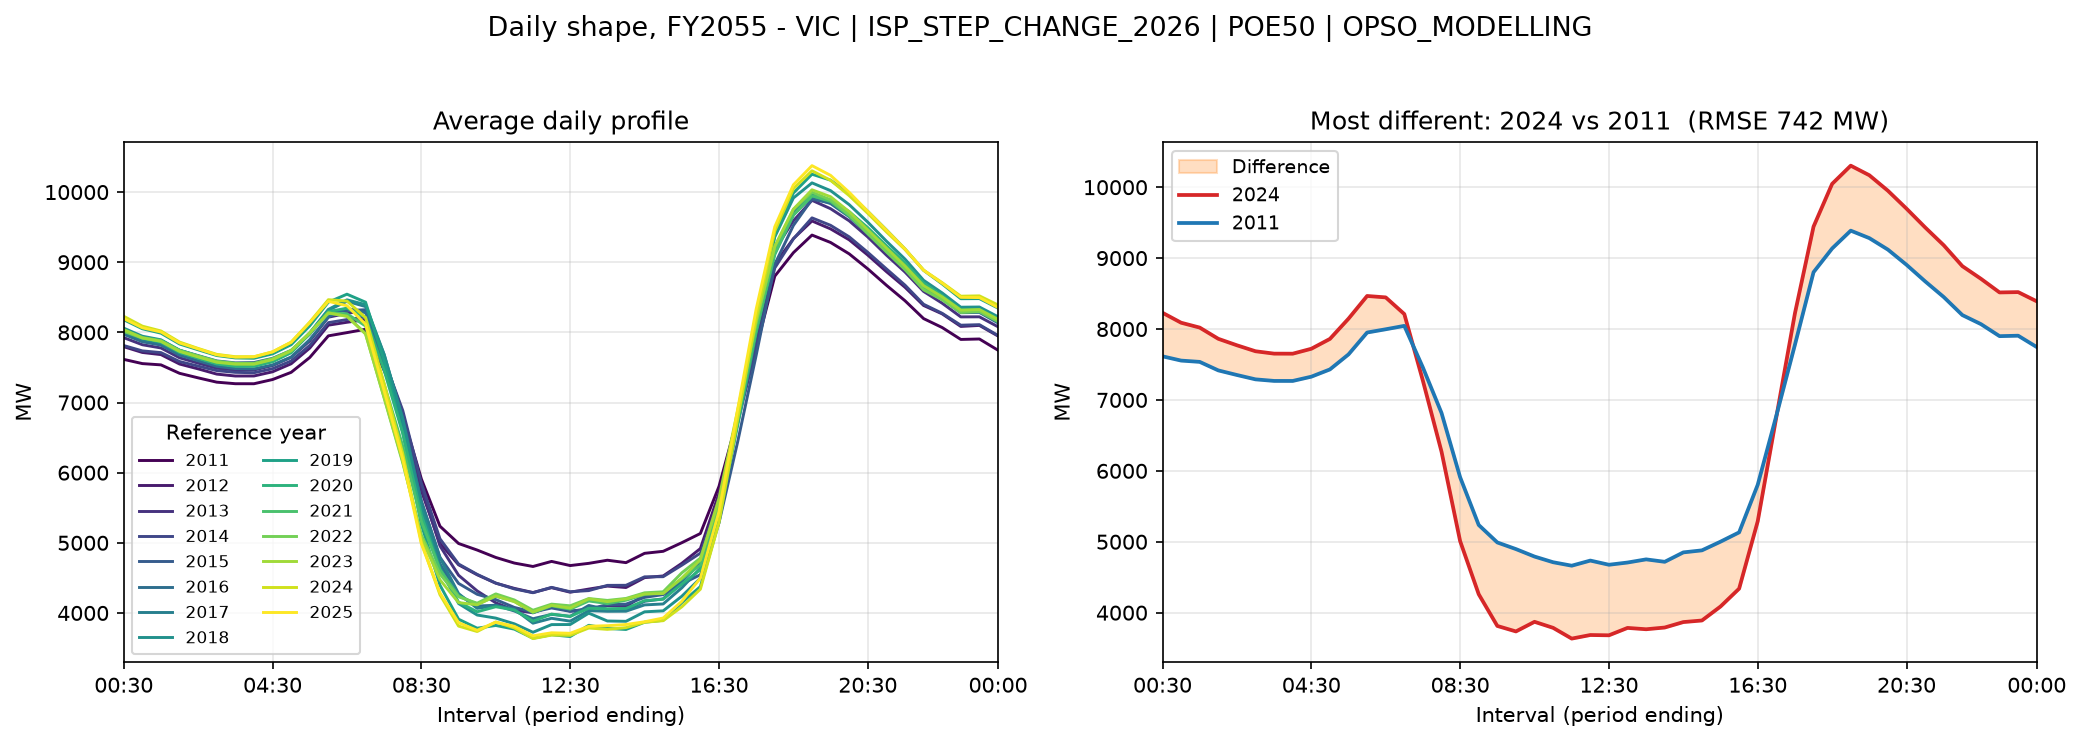 Daily shape, FY2055 - VIC | ISP_STEP_CHANGE_2026 | POE50 | OPSO_MODELLING
Average daily profile
MW
10000
9000
8000
7000
6000
5000
4000
Reference year
2011
2012
2013
2014
2015
2016
2017
2018
2019
2020
2021
2022
2023
2024
2025
00:30 04:30 08:30 12:30 16:30 20:30 00:00
Interval (period ending)
Most different: 2024 vs 2011  (RMSE 742 MW)
MW
10000
9000
8000
7000
6000
5000
4000
Difference
2024
2011
00:30 04:30 08:30 12:30 16:30 20:30 00:00
Interval (period ending)